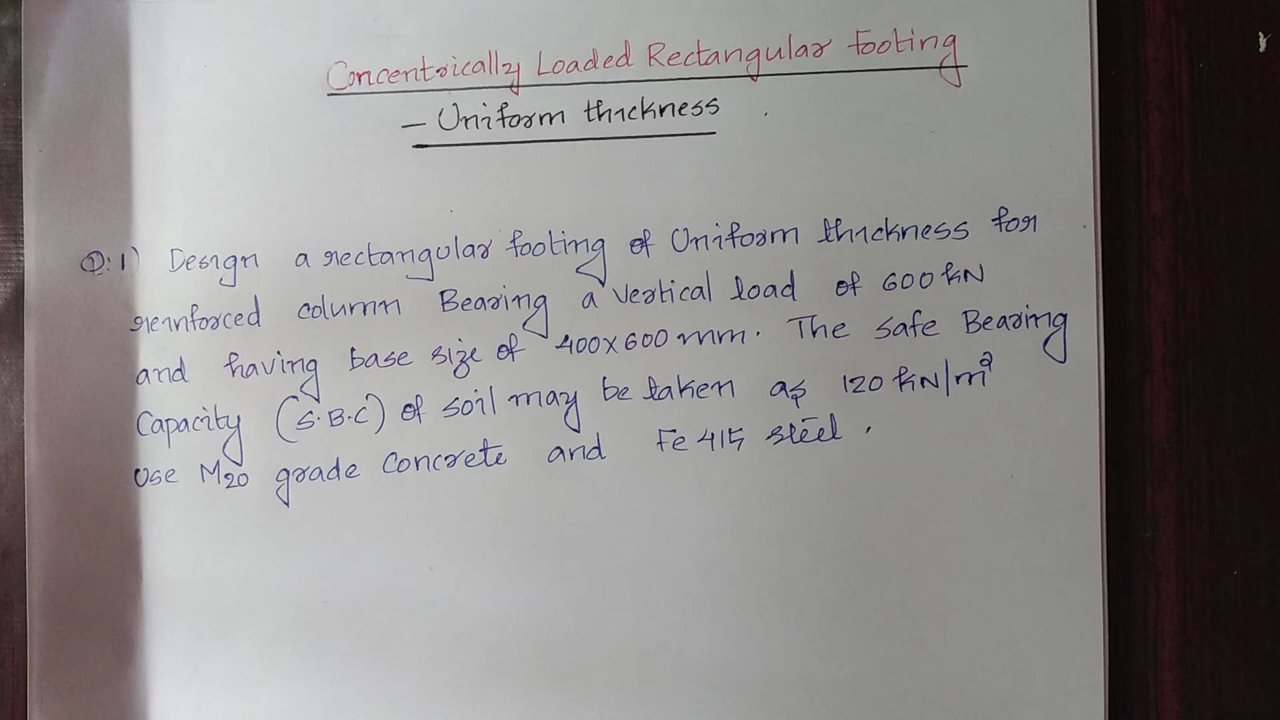 Concentrically Loaded Rectangular footing
– Uniform thickness
Q:1) Design a rectangular footing of Uniform thickness for
reinforced column Bearing a vertical load of 600 kN
and having base size of 400x600 mm. The safe Bearing
Capacity (S.B.C) of soil may be taken as 120 kN/m²
Use M20 grade concrete and Fe 415 steel.